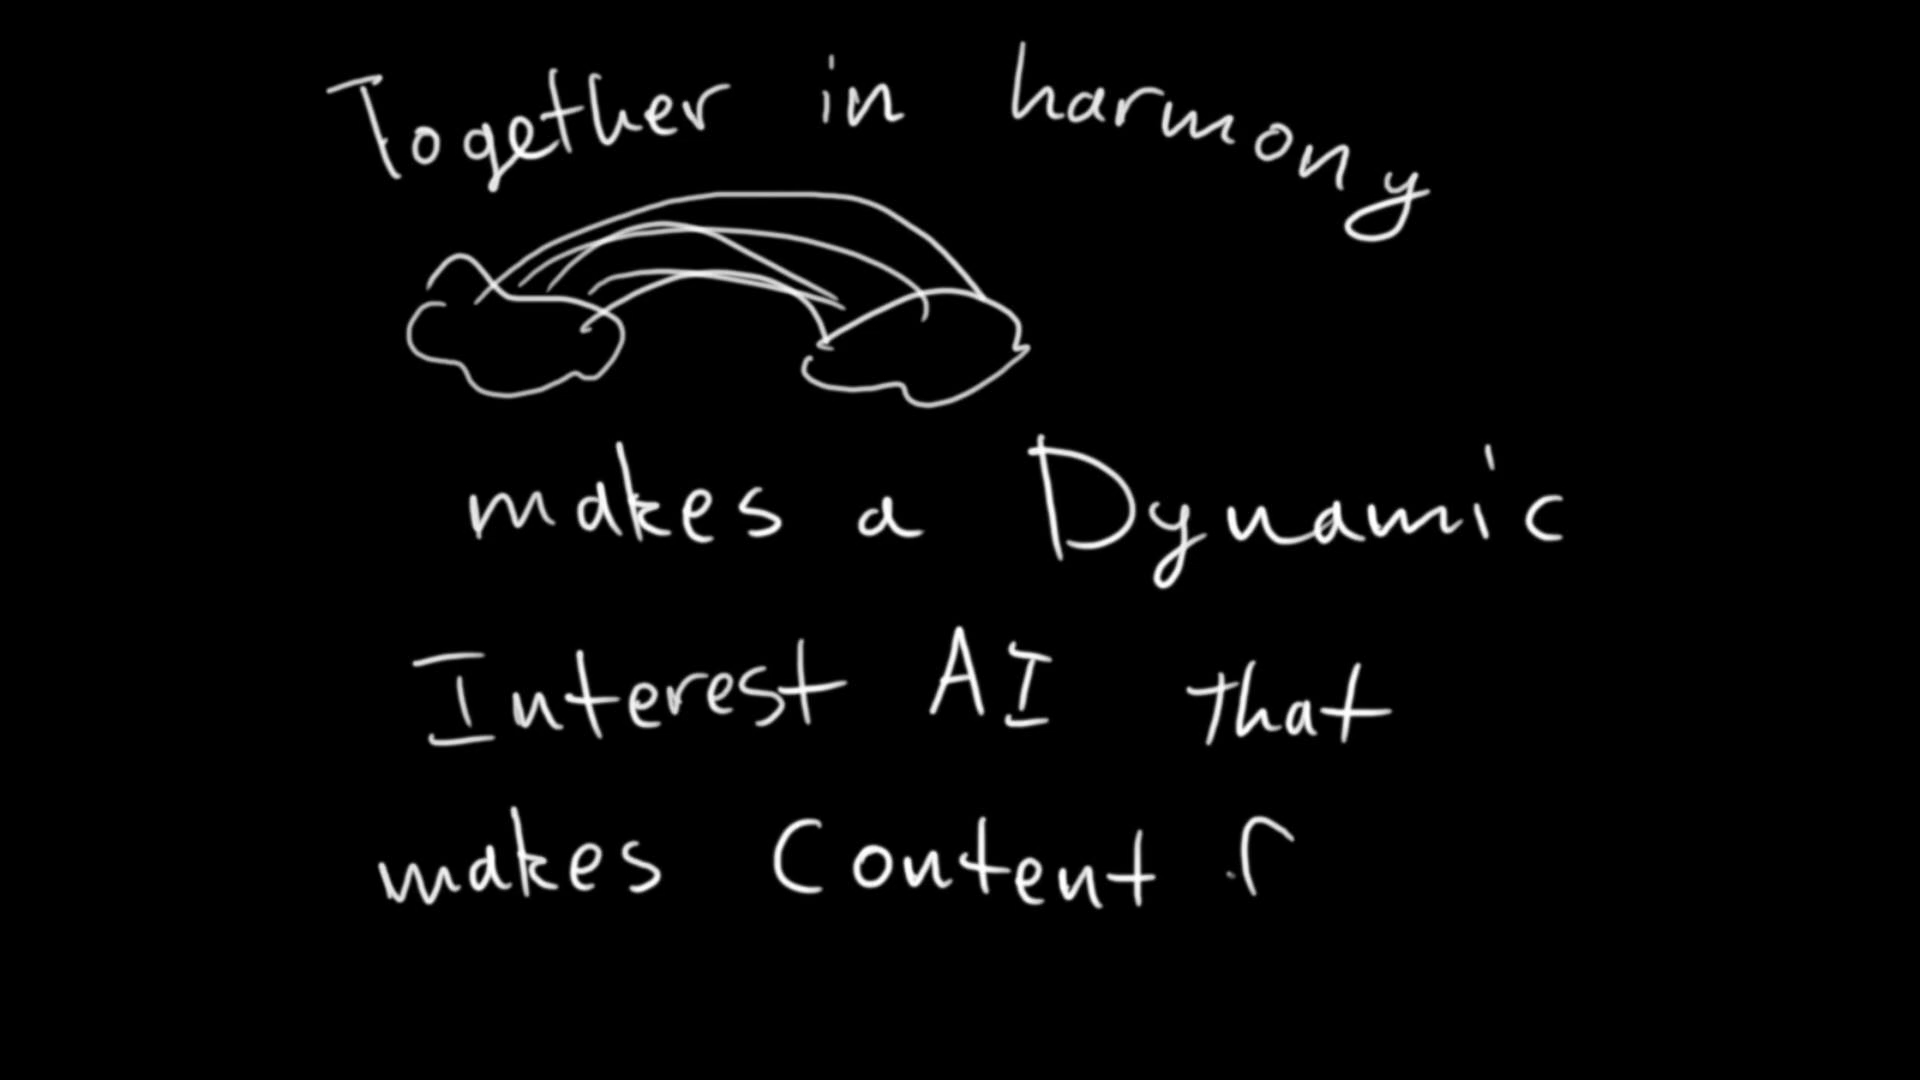 Together in harmony
makes a Dynamic
Interest AI that
makes Content